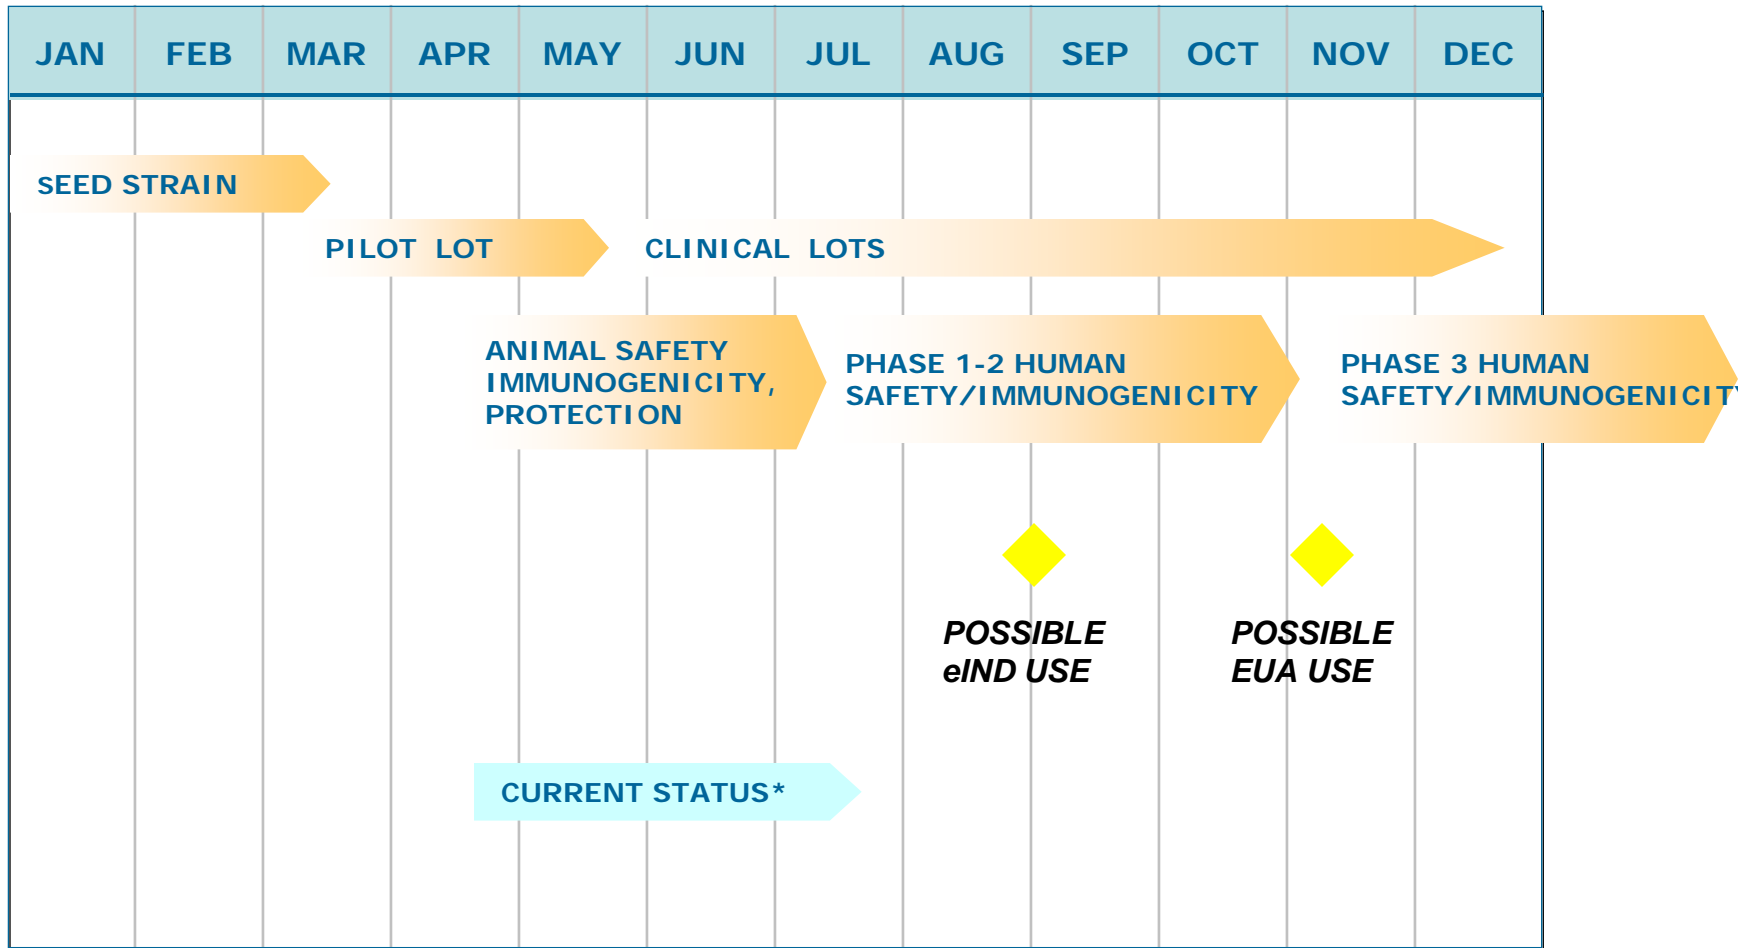 JAN FEB MAR APR MAY JUN JUL AUG SEP OCT NOV DEC
sEED STRAIN
PILOT LOT
CLINICAL LOTS
ANIMAL SAFETY
IMMUNOGENICITY,
PROTECTION
PHASE 1-2 HUMAN
SAFETY/IMMUNOGENICITY
PHASE 3 HUMAN
SAFETY/IMMUNOGENICITY
POSSIBLE
eIND USE
POSSIBLE
EUA USE
CURRENT STATUS*